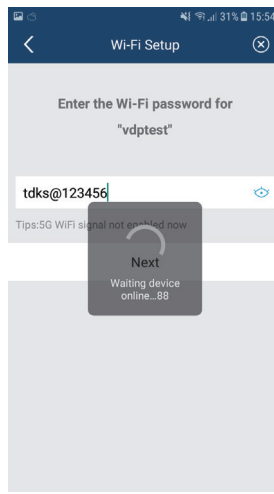 31% 15:54
Wi-Fi Setup
Enter the Wi-Fi password for
"vdptest"
tdks@123456
Tips:5G WiFi signal not enabled now
Next
Waiting device
online...88